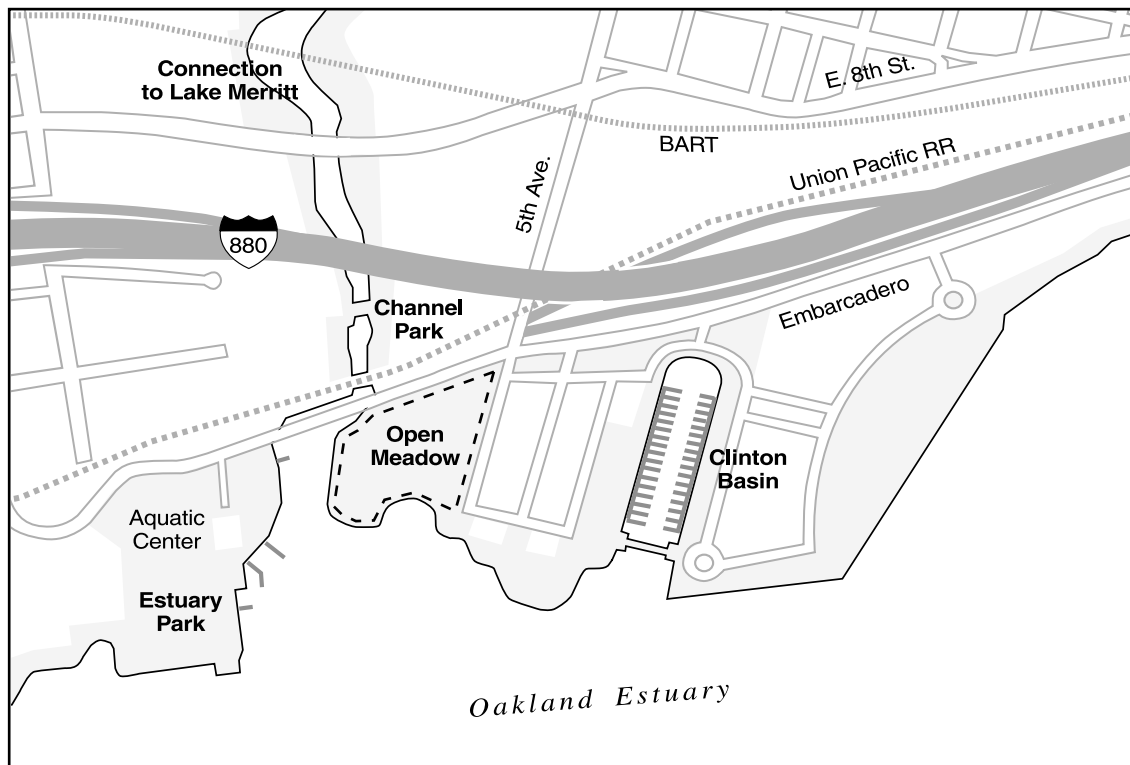 Connection
to Lake Merritt
E. 8th St.
BART
Union Pacific RR
5th Ave.
880
Channel
Park
Embarcadero
Open
Meadow
Clinton
Basin
Aquatic
Center
Estuary
Park
Oakland Estuary